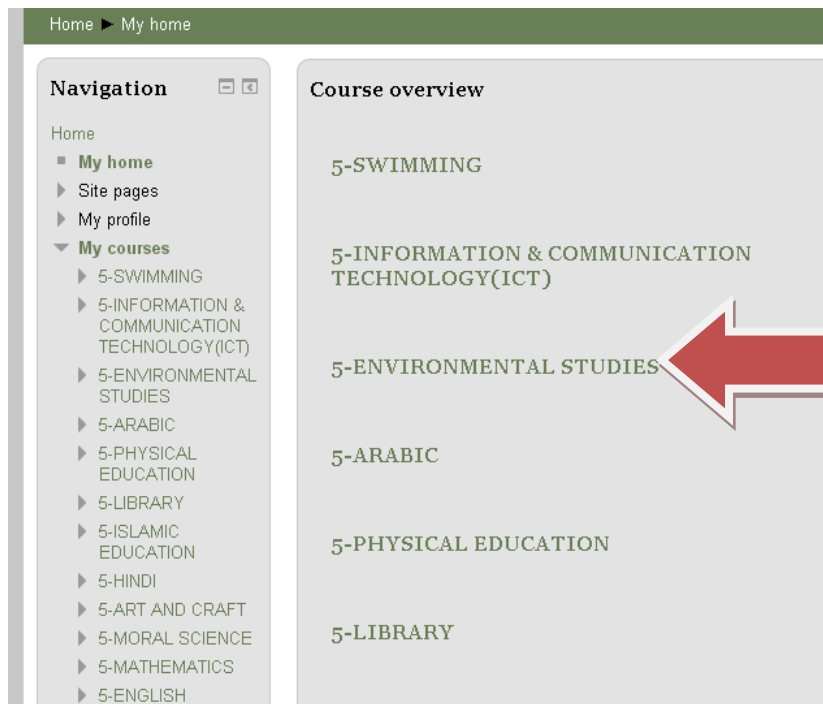 Home ► My home
Navigation
Home
My home
Site pages
My profile
My courses
5-SWIMMING
5-INFORMATION &
COMMUNICATION
TECHNOLOGY(ICT)
5-ENVIRONMENTAL
STUDIES
5-ARABIC
5-PHYSICAL
EDUCATION
5-LIBRARY
5-ISLAMIC
EDUCATION
5-HINDI
5-ART AND CRAFT
5-MORAL SCIENCE
5-MATHEMATICS
5-ENGLISH
Course overview
5-SWIMMING
5-INFORMATION & COMMUNICATION
TECHNOLOGY(ICT)
5-ENVIRONMENTAL STUDIES
5-ARABIC
5-PHYSICAL EDUCATION
5-LIBRARY